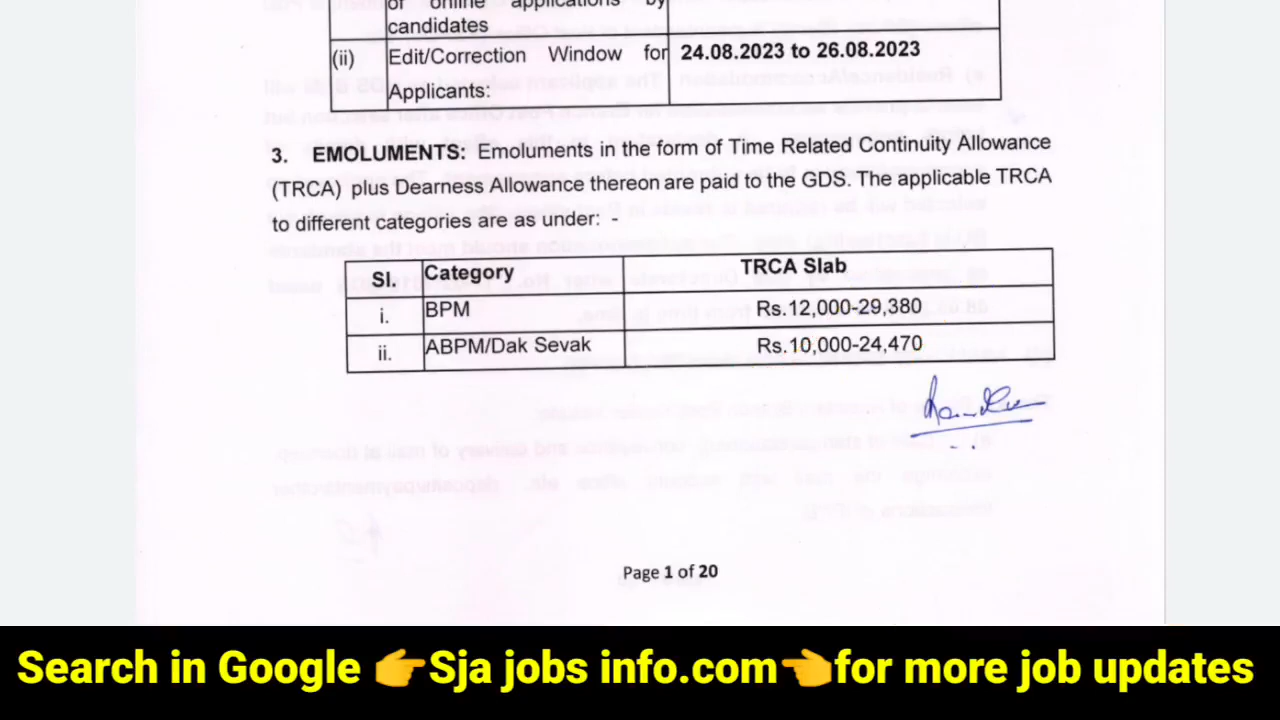 of online applications by
candidates
(ii) Edit/Correction Window for 24.08.2023 to 26.08.2023
Applicants:
3. EMOLUMENTS: Emoluments in the form of Time Related Continuity Allowance
(TRCA) plus Dearness Allowance thereon are paid to the GDS. The applicable TRCA
to different categories are as under: -
Sl. Category TRCA Slab
i. BPM Rs.12,000-29,380
ii. ABPM/Dak Sevak Rs.10,000-24,470
Page 1 of 20
Search in Google 👉Sja jobs info.com👈for more job updates